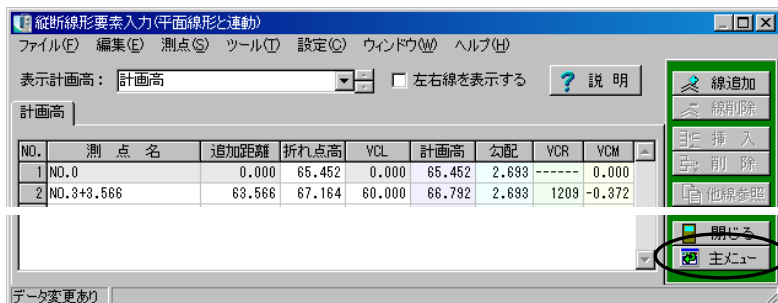 縦断線形要素入力(平面線形と連動)
ファイル(F) 編集(E) 測点(S) ツール(T) 設定(C) ウィンドウ(W) ヘルプ(H)
表示計画高: 計画高 左右線を表示する ? 説 明
計画高
線追加
線削除
挿 入
削 除
他線参照
閉じる
主メニュー
NO. 測 点 名 追加距離 折れ点高 VCL 計画高 勾配 VCR VCM
1 NO.0 0.000 65.452 0.000 65.452 2.693 ------ 0.000
2 NO.3+3.566 63.566 67.164 60.000 66.792 2.693 1209 -0.372
データ変更あり